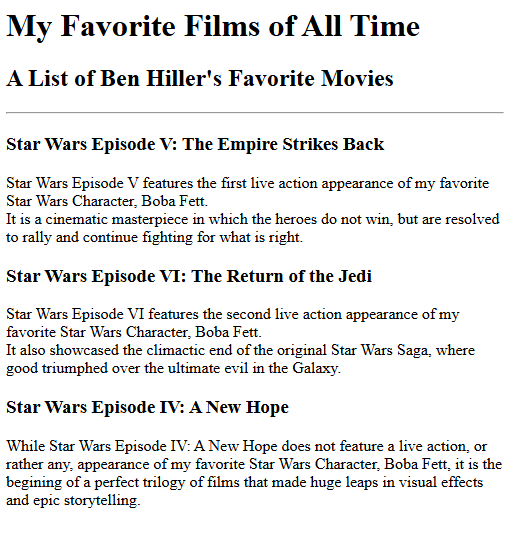 My Favorite Films of All Time
A List of Ben Hiller's Favorite Movies
Star Wars Episode V: The Empire Strikes Back
Star Wars Episode V features the first live action appearance of my favorite
Star Wars Character, Boba Fett.
It is a cinematic masterpiece in which the heroes do not win, but are resolved
to rally and continue fighting for what is right.
Star Wars Episode VI: The Return of the Jedi
Star Wars Episode VI features the second live action appearance of my
favorite Star Wars Character, Boba Fett.
It also showcased the climactic end of the original Star Wars Saga, where
good triumphed over the ultimate evil in the Galaxy.
Star Wars Episode IV: A New Hope
While Star Wars Episode IV: A New Hope does not feature a live action, or
rather any, appearance of my favorite Star Wars Character, Boba Fett, it is the
begining of a perfect trilogy of films that made huge leaps in visual effects
and epic storytelling.